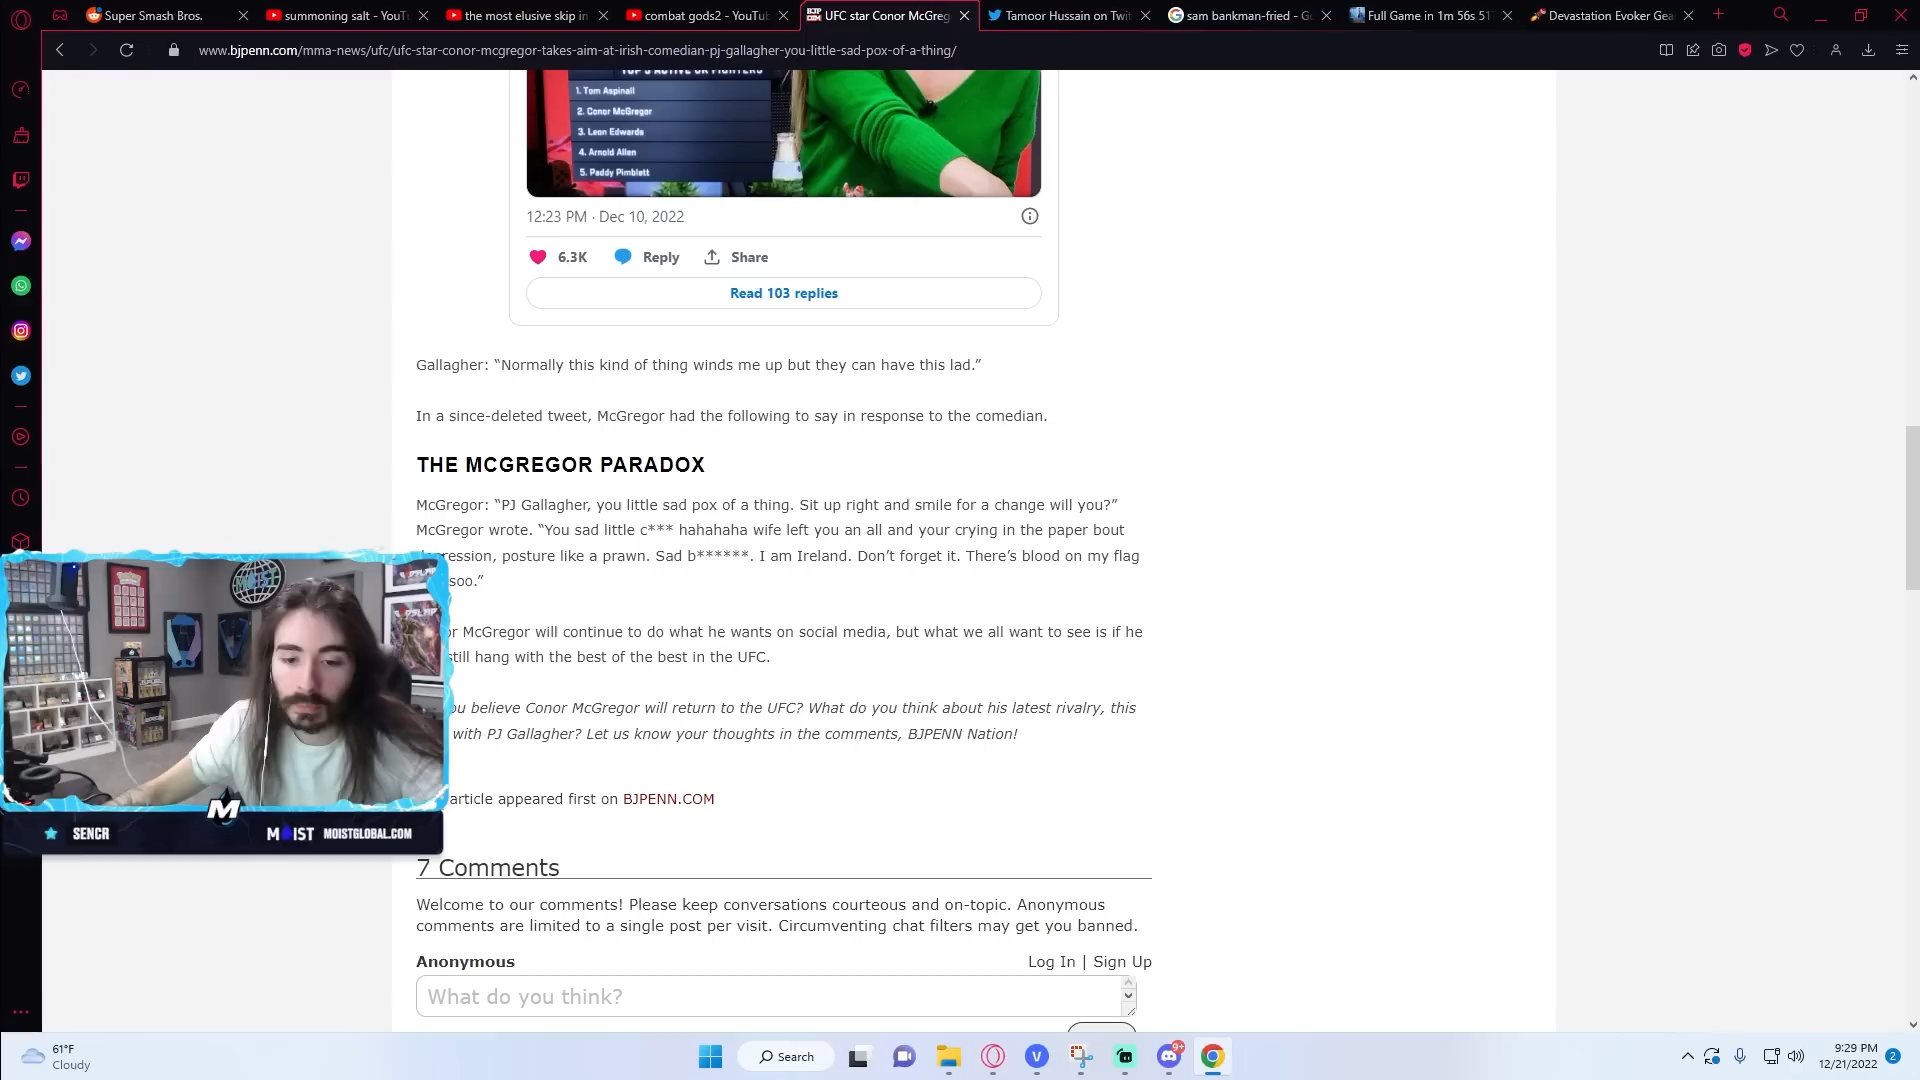 Super Smash Bros.
summoning salt - YouT
the most elusive skip in
combat gods2 - YouTub
UFC star Conor McGreg
Tamoor Hussain on Twit
sam bankman-fried - G
Full Game in 1m 56s 517
Devastation Evoker Gea
www.bjpenn.com/mma-news/ufc/ufc-star-conor-mcgregor-takes-aim-at-irish-comedian-pj-gallagher-you-little-sad-pox-of-a-thing/
TOP 5 ACTIVE UK FIGHTERS
1. Tom Aspinall
2. Conor McGregor
3. Leon Edwards
4. Arnold Allen
5. Paddy Pimblett
12:23 PM · Dec 10, 2022
6.3K Reply Share
Read 103 replies
Gallagher: “Normally this kind of thing winds me up but they can have this lad.”
In a since-deleted tweet, McGregor had the following to say in response to the comedian.
THE MCGREGOR PARADOX
McGregor: “PJ Gallagher, you little sad pox of a thing. Sit up right and smile for a change will you?”
McGregor wrote. “You sad little c*** hahahaha wife left you an all and your crying in the paper bout
ression, posture like a prawn. Sad b******. I am Ireland. Don’t forget it. There’s blood on my flag
soo.”
or McGregor will continue to do what he wants on social media, but what we all want to see is if he
still hang with the best of the best in the UFC.
ou believe Conor McGregor will return to the UFC? What do you think about his latest rivalry, this
with PJ Gallagher? Let us know your thoughts in the comments, BJPENN Nation!
article appeared first on BJPENN.COM
SENCR
MOIST MOISTGLOBAL.COM
7 Comments
Welcome to our comments! Please keep conversations courteous and on-topic. Anonymous
comments are limited to a single post per visit. Circumventing chat filters may get you banned.
Anonymous
Log In | Sign Up
What do you think?
61°F
Cloudy
Search
9+
9:29 PM
12/21/2022
2